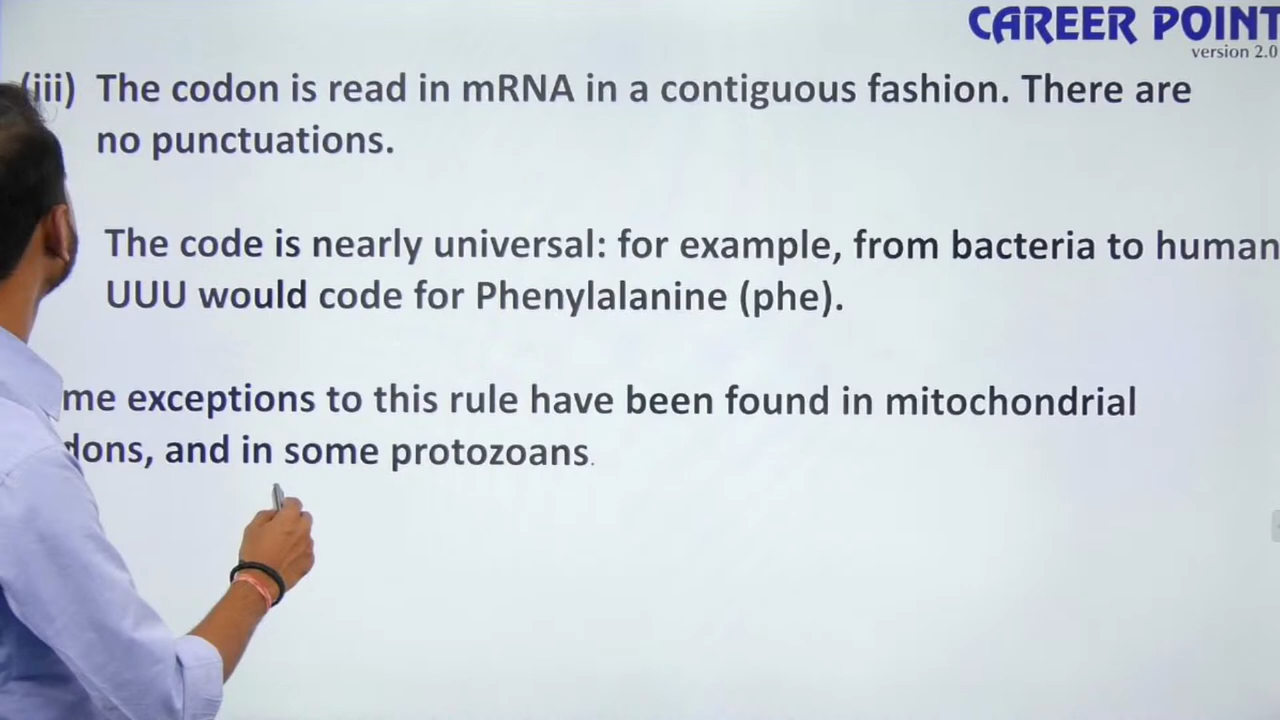 CAREER POINT
version 2.0
(iii) The codon is read in mRNA in a contiguous fashion. There are
no punctuations.
The code is nearly universal: for example, from bacteria to human
UUU would code for Phenylalanine (phe).
me exceptions to this rule have been found in mitochondrial
dons, and in some protozoans.